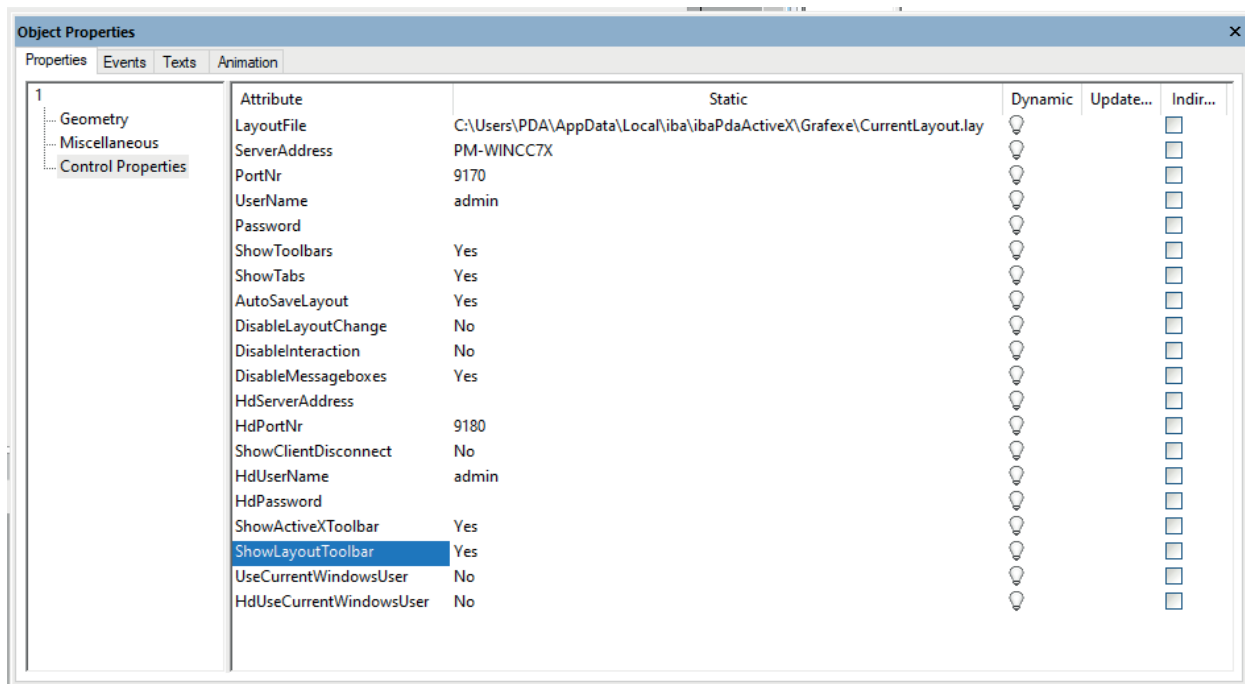 Object Properties
Properties Events Texts Animation
1
Geometry
Miscellaneous
Control Properties
Attribute Static Dynamic Update... Indir...
LayoutFile C:\Users\PDA\AppData\Local\iba\ibaPdaActiveX\Grafexe\CurrentLayout.lay
ServerAddress PM-WINCC7X
PortNr 9170
UserName admin
Password
ShowToolbars Yes
ShowTabs Yes
AutoSaveLayout Yes
DisableLayoutChange No
DisableInteraction No
DisableMessageboxes Yes
HdServerAddress
HdPortNr 9180
ShowClientDisconnect No
HdUserName admin
HdPassword
ShowActiveXToolbar Yes
ShowLayoutToolbar Yes
UseCurrentWindowsUser No
HdUseCurrentWindowsUser No